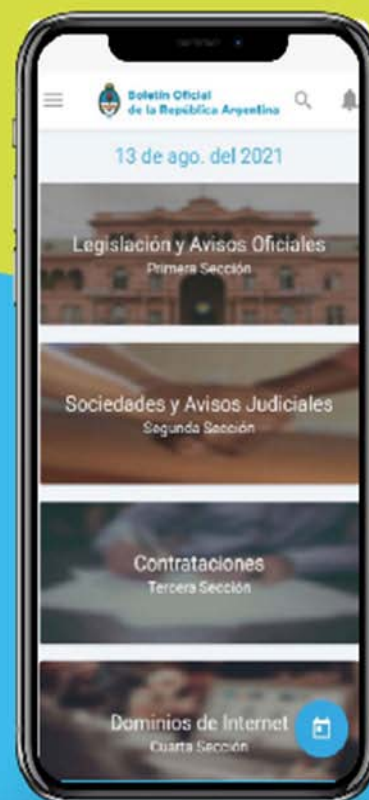 Boletín Oficial
de la República Argentina
13 de ago. del 2021
Legislación y Avisos Oficiales
Primera Sección
Sociedades y Avisos Judiciales
Segunda Sección
Contrataciones
Tercera Sección
Dominios de Internet
Cuarta Sección